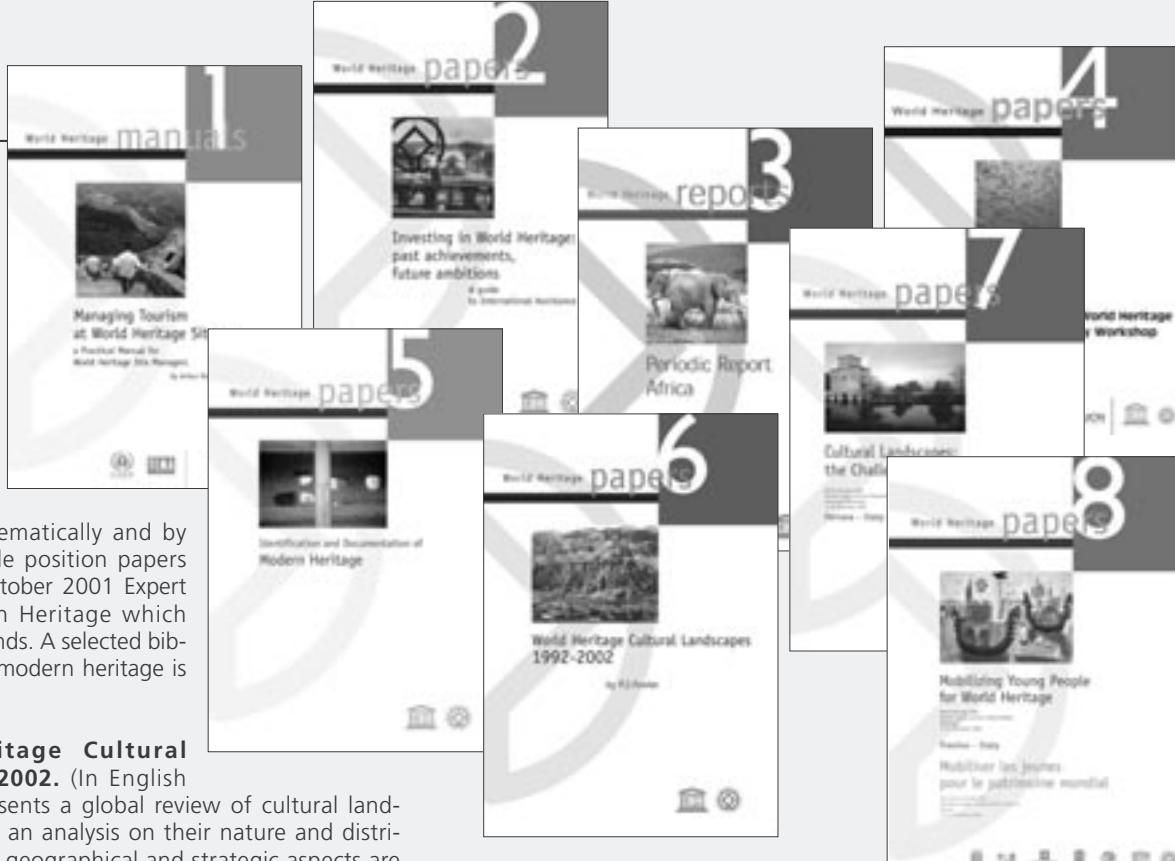 1
World Heritage manuals
Managing Tourism
at World Heritage Sit
a Practical Manual for
World Heritage Site Managers
2
World Heritage papers
Investing in World Heritage:
past achievements,
future ambitions
A guide
to International Assistance
3
World Heritage reports
Periodic Report
Africa
4
World Heritage papers
World Heritage
y Workshop
5
World Heritage papers
Identification and Documentation of
Modern Heritage
6
World Heritage papers
World Heritage Cultural Landscapes
1992-2002
by P.J. Fowler
7
World Heritage papers
Cultural Landscapes:
the Challe
8
World Heritage papers
Mobilizing Young People
for World Heritage
Treviso - Italy
Mobiliser les jeunes
pour le patrimoine mondial
ematically and by
le position papers
tober 2001 Expert
n Heritage which
nds. A selected bib-
modern heritage is
itage Cultural
2002. (In English
sents a global review of cultural land-
an analysis on their nature and distri-
geographical and strategic aspects are